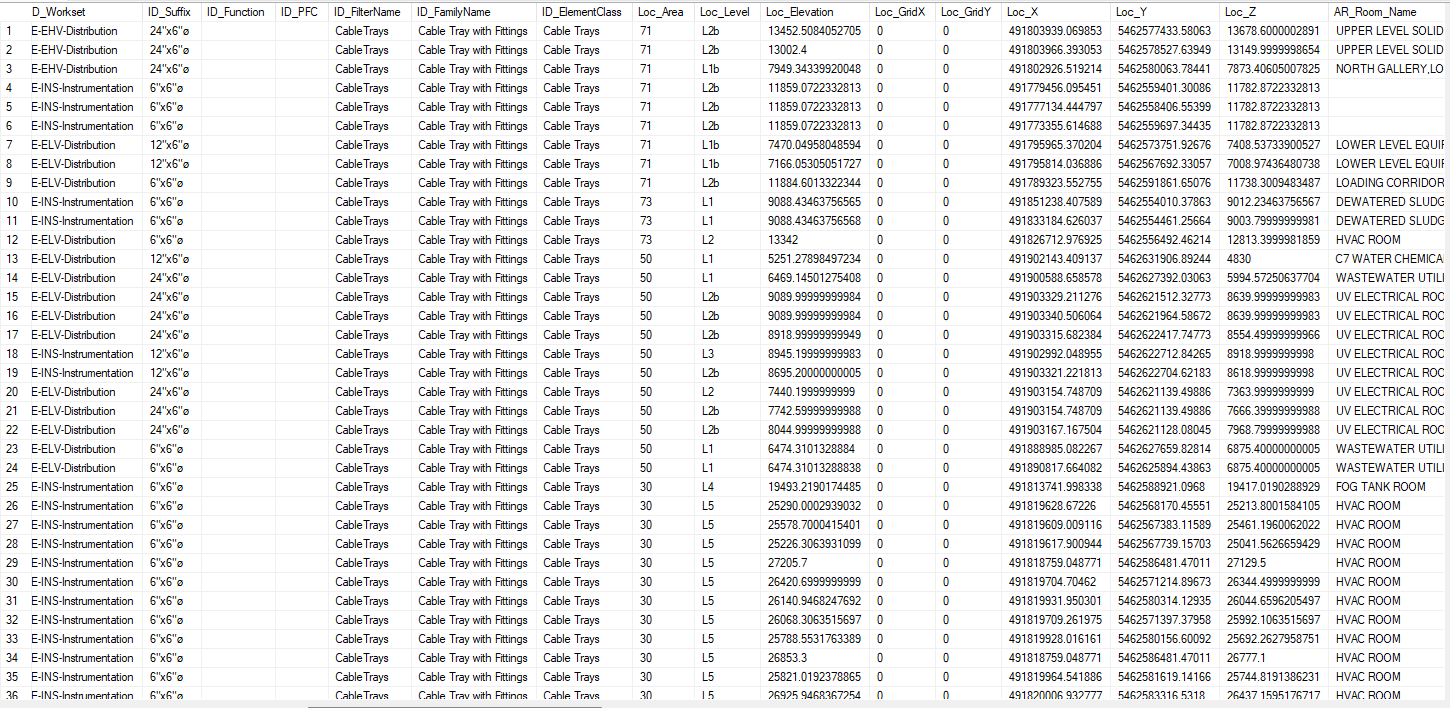 D_Workset ID_Suffix ID_Function ID_PFC ID_FilterName ID_FamilyName ID_ElementClass Loc_Area Loc_Level Loc_Elevation Loc_GridX Loc_GridY Loc_X Loc_Y Loc_Z AR_Room_Name
1 E-EHV-Distribution 24"x6"ø CableTrays Cable Tray with Fittings Cable Trays 71 L2b 13452.5084052705 0 0 491803939.069853 5462577433.58063 13678.6000002891 UPPER LEVEL SOLID
2 E-EHV-Distribution 24"x6"ø CableTrays Cable Tray with Fittings Cable Trays 71 L2b 13002.4 0 0 491803966.393053 5462578527.63949 13149.9999998654 UPPER LEVEL SOLID
3 E-EHV-Distribution 24"x6"ø CableTrays Cable Tray with Fittings Cable Trays 71 L1b 7949.34339920048 0 0 491802926.519214 5462580063.78441 7873.40605007825 NORTH GALLERY,LO
4 E-INS-Instrumentation 6"x6"ø CableTrays Cable Tray with Fittings Cable Trays 71 L2b 11859.0722332813 0 0 491779456.095451 5462559401.30086 11782.8722332813
5 E-INS-Instrumentation 6"x6"ø CableTrays Cable Tray with Fittings Cable Trays 71 L2b 11859.0722332813 0 0 491777134.444797 5462558406.55399 11782.8722332813
6 E-INS-Instrumentation 6"x6"ø CableTrays Cable Tray with Fittings Cable Trays 71 L2b 11859.0722332813 0 0 491773355.614688 5462559697.34435 11782.8722332813
7 E-ELV-Distribution 12"x6"ø CableTrays Cable Tray with Fittings Cable Trays 71 L1b 7470.04958048594 0 0 491795965.370204 5462573751.92676 7408.53733900527 LOWER LEVEL EQUIF
8 E-ELV-Distribution 12"x6"ø CableTrays Cable Tray with Fittings Cable Trays 71 L1b 7166.05305051727 0 0 491795814.036886 5462567692.33057 7008.97436480738 LOWER LEVEL EQUIF
9 E-ELV-Distribution 6"x6"ø CableTrays Cable Tray with Fittings Cable Trays 71 L2b 11884.6013322344 0 0 491789323.552755 5462591861.65076 11738.3009483487 LOADING CORRIDOR
10 E-INS-Instrumentation 6"x6"ø CableTrays Cable Tray with Fittings Cable Trays 73 L1 9088.43463756565 0 0 491851238.407589 5462554010.37863 9012.23463756567 DEWATERED SLUDG
11 E-INS-Instrumentation 6"x6"ø CableTrays Cable Tray with Fittings Cable Trays 73 L1 9088.43463756568 0 0 491833184.626037 5462554461.25664 9003.79999999981 DEWATERED SLUDG
12 E-ELV-Distribution 6"x6"ø CableTrays Cable Tray with Fittings Cable Trays 73 L2 13342 0 0 491826712.976925 5462556492.46214 12813.3999981859 HVAC ROOM
13 E-ELV-Distribution 12"x6"ø CableTrays Cable Tray with Fittings Cable Trays 50 L1 5251.27898497234 0 0 491902143.409137 5462631906.89244 4830 C7 WATER CHEMICA
14 E-ELV-Distribution 24"x6"ø CableTrays Cable Tray with Fittings Cable Trays 50 L1 6469.14501275408 0 0 491900588.658578 5462627392.03063 5994.57250637704 WASTEWATER UTILI
15 E-ELV-Distribution 24"x6"ø CableTrays Cable Tray with Fittings Cable Trays 50 L2b 9089.99999999984 0 0 491903329.211276 5462621512.32773 8639.99999999983 UV ELECTRICAL ROC
16 E-ELV-Distribution 24"x6"ø CableTrays Cable Tray with Fittings Cable Trays 50 L2b 9089.99999999984 0 0 491903340.506064 5462621964.58672 8639.99999999983 UV ELECTRICAL ROC
17 E-ELV-Distribution 24"x6"ø CableTrays Cable Tray with Fittings Cable Trays 50 L2b 8918.99999999949 0 0 491903315.682384 5462622417.74773 8554.49999999966 UV ELECTRICAL ROC
18 E-INS-Instrumentation 12"x6"ø CableTrays Cable Tray with Fittings Cable Trays 50 L3 8945.19999999983 0 0 491902992.048955 5462622712.84265 8918.9999999998 UV ELECTRICAL ROC
19 E-INS-Instrumentation 12"x6"ø CableTrays Cable Tray with Fittings Cable Trays 50 L2b 8695.20000000005 0 0 491903321.221813 5462622704.62183 8618.9999999998 UV ELECTRICAL ROC
20 E-ELV-Distribution 24"x6"ø CableTrays Cable Tray with Fittings Cable Trays 50 L2 7440.1999999999 0 0 491903154.748709 5462621139.49886 7363.9999999999 UV ELECTRICAL ROC
21 E-ELV-Distribution 24"x6"ø CableTrays Cable Tray with Fittings Cable Trays 50 L2b 7742.59999999988 0 0 491903154.748709 5462621139.49886 7666.39999999988 UV ELECTRICAL ROC
22 E-ELV-Distribution 24"x6"ø CableTrays Cable Tray with Fittings Cable Trays 50 L2b 8044.99999999988 0 0 491903167.167504 5462621128.08045 7968.79999999988 UV ELECTRICAL ROC
23 E-ELV-Distribution 6"x6"ø CableTrays Cable Tray with Fittings Cable Trays 50 L1 6474.3101328884 0 0 491888985.082267 5462627659.82814 6875.40000000005 WASTEWATER UTILI
24 E-ELV-Distribution 6"x6"ø CableTrays Cable Tray with Fittings Cable Trays 50 L1 6474.31013288838 0 0 491890817.664082 5462625894.43863 6875.40000000005 WASTEWATER UTILI
25 E-INS-Instrumentation 6"x6"ø CableTrays Cable Tray with Fittings Cable Trays 30 L4 19493.2190174485 0 0 491813741.998338 5462588921.0968 19417.0190288929 FOG TANK ROOM
26 E-INS-Instrumentation 6"x6"ø CableTrays Cable Tray with Fittings Cable Trays 30 L5 25290.0002939032 0 0 491819628.67226 5462568170.45551 25213.8001584105 HVAC ROOM
27 E-INS-Instrumentation 6"x6"ø CableTrays Cable Tray with Fittings Cable Trays 30 L5 25578.7000415401 0 0 491819609.009116 5462567383.11589 25461.1960062022 HVAC ROOM
28 E-INS-Instrumentation 6"x6"ø CableTrays Cable Tray with Fittings Cable Trays 30 L5 25226.3063931099 0 0 491819617.900944 5462567739.15703 25041.5626659429 HVAC ROOM
29 E-INS-Instrumentation 6"x6"ø CableTrays Cable Tray with Fittings Cable Trays 30 L5 27205.7 0 0 491818759.048771 5462586481.47011 27129.5 HVAC ROOM
30 E-INS-Instrumentation 6"x6"ø CableTrays Cable Tray with Fittings Cable Trays 30 L5 26420.6999999999 0 0 491819704.70462 5462571214.89673 26344.4999999999 HVAC ROOM
31 E-INS-Instrumentation 6"x6"ø CableTrays Cable Tray with Fittings Cable Trays 30 L5 26140.9468247692 0 0 491819931.950301 5462580314.12935 26044.6596205497 HVAC ROOM
32 E-INS-Instrumentation 6"x6"ø CableTrays Cable Tray with Fittings Cable Trays 30 L5 26068.3063515697 0 0 491819709.261975 5462571397.37958 25992.1063515697 HVAC ROOM
33 E-INS-Instrumentation 6"x6"ø CableTrays Cable Tray with Fittings Cable Trays 30 L5 25788.5531763389 0 0 491819928.016161 5462580156.60092 25692.2627958751 HVAC ROOM
34 E-INS-Instrumentation 6"x6"ø CableTrays Cable Tray with Fittings Cable Trays 30 L5 26853.3 0 0 491818759.048771 5462586481.47011 26777.1 HVAC ROOM
35 E-INS-Instrumentation 6"x6"ø CableTrays Cable Tray with Fittings Cable Trays 30 L5 25821.0192378865 0 0 491819964.541886 5462581619.14166 25744.8191386231 HVAC ROOM
36 E-INS-Instrumentation 6"x6"ø CableTrays Cable Tray with Fittings Cable Trays 30 L5 26925.9468367254 0 0 491820006.932777 5462583316.5318 26437.1595176717 HVAC ROOM